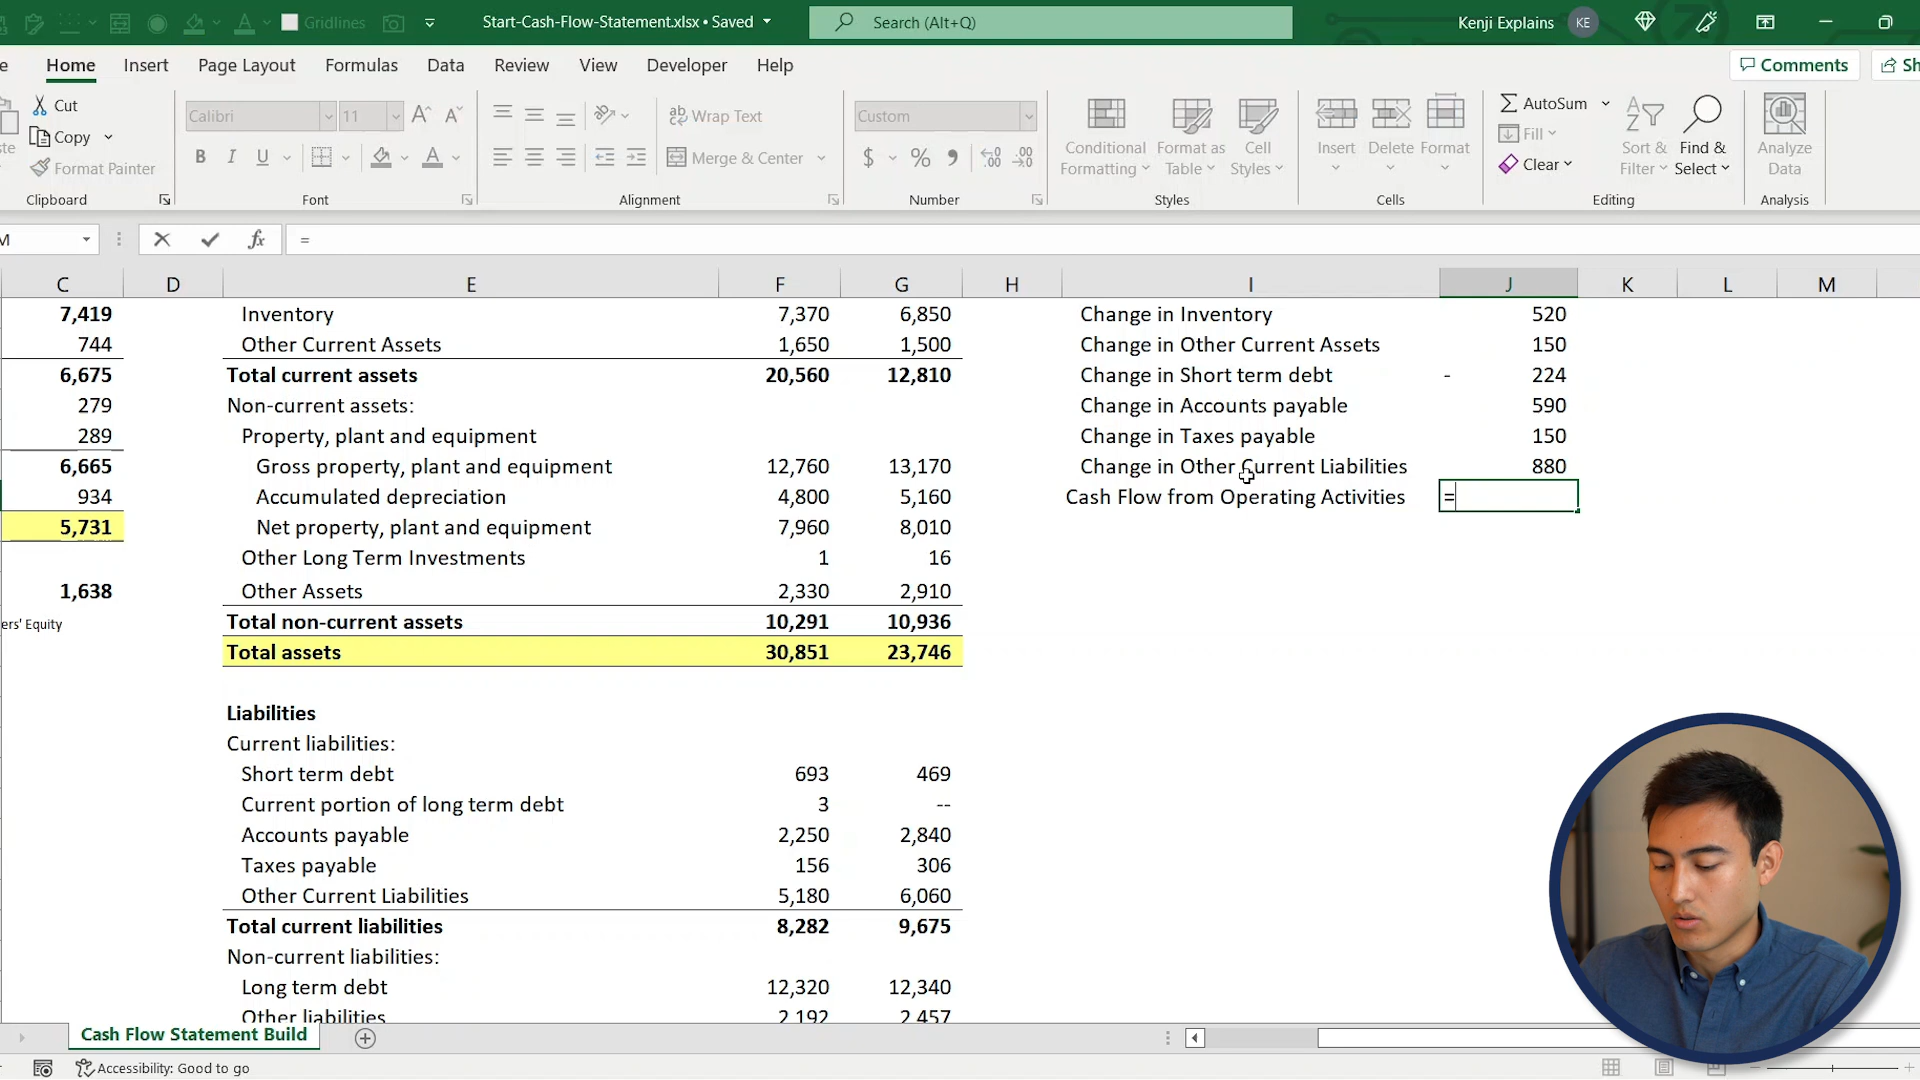 Gridlines
Start-Cash-Flow-Statement.xlsx • Saved
Search (Alt+Q)
Kenji Explains KE
Home Insert Page Layout Formulas Data Review View Developer Help
Comments
Cut
Copy
Format Painter
Clipboard
Calibri 11
B I U
Font
Wrap Text
Merge & Center
Alignment
Custom
$ % ,
Number
Conditional Formatting
Format as Table
Cell Styles
Styles
Insert Delete Format
Cells
AutoSum
Fill
Clear
Sort & Filter
Find & Select
Editing
Analyze Data
Analysis
fx =
C D E F G H I J K L M
7,419 Inventory 7,370 6,850 Change in Inventory 520
744 Other Current Assets 1,650 1,500 Change in Other Current Assets 150
6,675 Total current assets 20,560 12,810 Change in Short term debt - 224
279 Non-current assets: Change in Accounts payable 590
289 Property, plant and equipment Change in Taxes payable 150
6,665 Gross property, plant and equipment 12,760 13,170 Change in Other Current Liabilities 880
934 Accumulated depreciation 4,800 5,160 Cash Flow from Operating Activities =
5,731 Net property, plant and equipment 7,960 8,010
Other Long Term Investments 1 16
1,638 Other Assets 2,330 2,910
ers' Equity Total non-current assets 10,291 10,936
Total assets 30,851 23,746
Liabilities
Current liabilities:
Short term debt 693 469
Current portion of long term debt 3 --
Accounts payable 2,250 2,840
Taxes payable 156 306
Other Current Liabilities 5,180 6,060
Total current liabilities 8,282 9,675
Non-current liabilities:
Long term debt 12,320 12,340
Other liabilities 2,192 2,457
Cash Flow Statement Build
Accessibility: Good to go